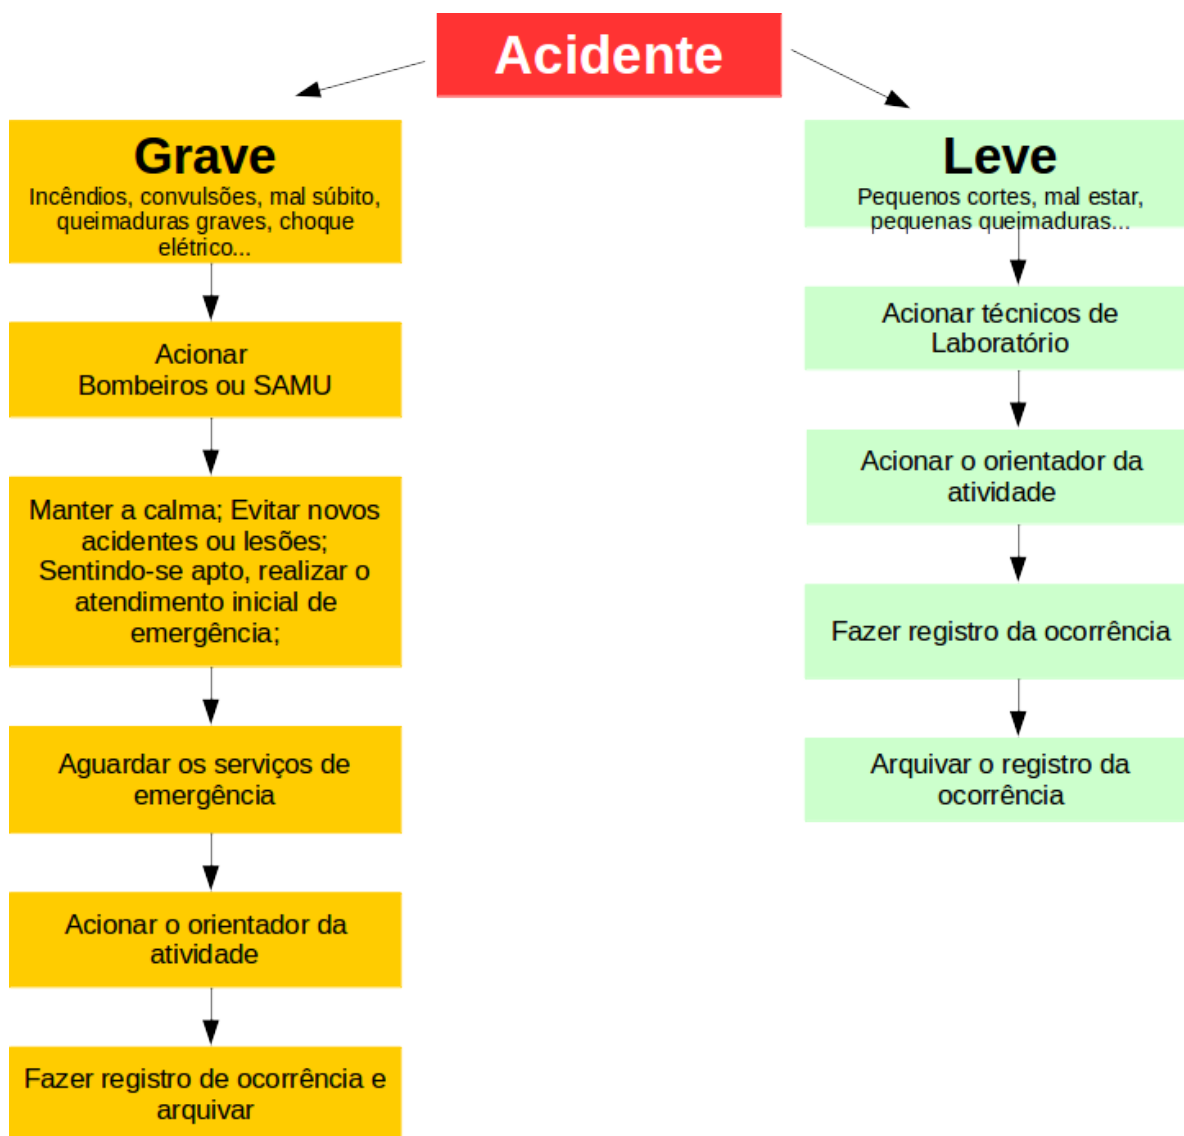 Acidente
Grave
Incêndios, convulsões, mal súbito,
queimaduras graves, choque
elétrico...
Acionar
Bombeiros ou SAMU
Manter a calma; Evitar novos
acidentes ou lesões;
Sentindo-se apto, realizar o
atendimento inicial de
emergência;
Aguardar os serviços de
emergência
Acionar o orientador da
atividade
Fazer registro de ocorrência e
arquivar
Leve
Pequenos cortes, mal estar,
pequenas queimaduras...
Acionar técnicos de
Laboratório
Acionar o orientador da
atividade
Fazer registro da ocorrência
Arquivar o registro da
ocorrência